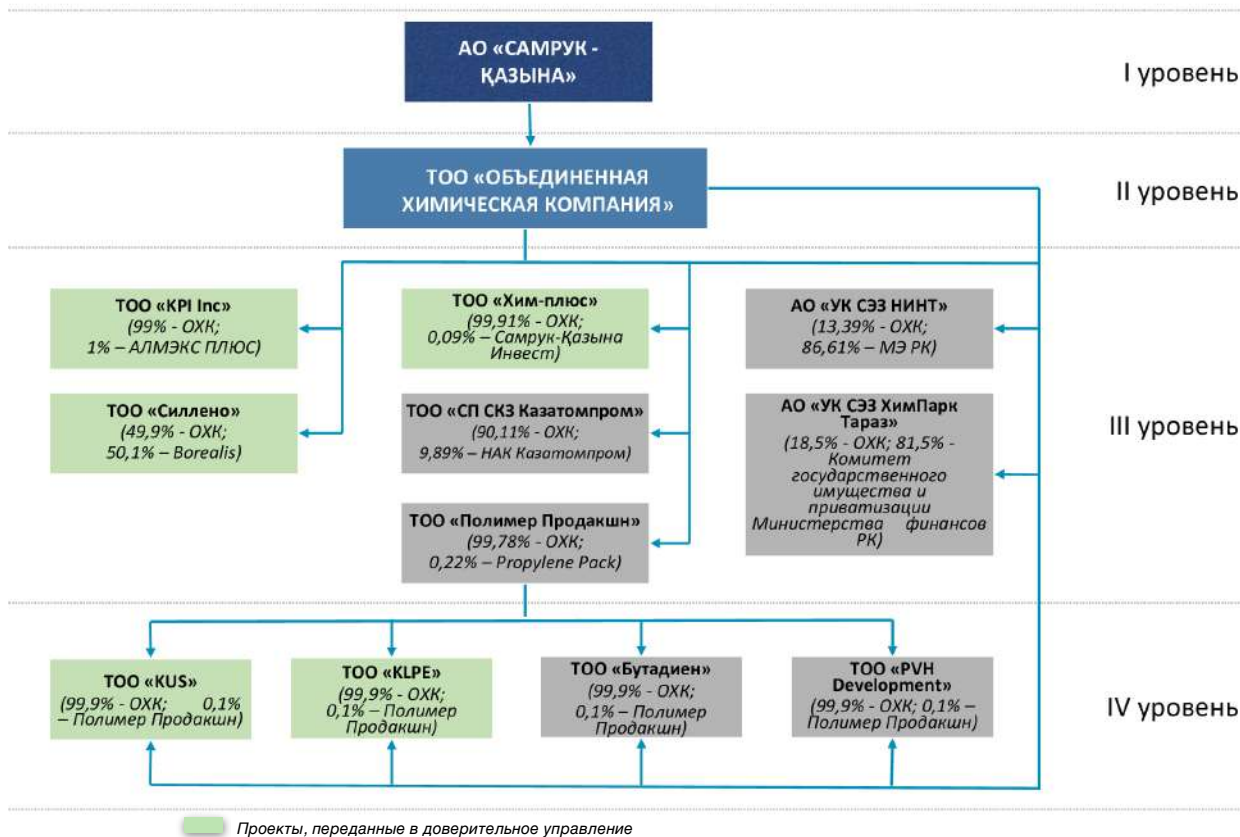 АО «САМРУК -
ҚАЗЫНА»
I уровень
ТОО «ОБЪЕДИНЕННАЯ
ХИМИЧЕСКАЯ КОМПАНИЯ»
II уровень
ТОО «KPI Inc»
(99% - ОХК;
1% – АЛМЭКС ПЛЮС)
ТОО «Хим-плюс»
(99,91% - ОХК;
0,09% – Самрук-Қазына
Инвест)
АО «УК СЭЗ НИНТ»
(13,39% - ОХК;
86,61% – МЭ РК)
ТОО «Силлено»
(49,9% - ОХК;
50,1% – Borealis)
ТОО «СП СКЗ Казатомпром»
(90,11% - ОХК;
9,89% – НАК Казатомпром)
АО «УК СЭЗ ХимПарк
Тараз»
(18,5% - ОХК; 81,5% -
Комитет
государственного
имущества и
приватизации
Министерства финансов
РК)
III уровень
ТОО «Полимер Продакшн»
(99,78% - ОХК;
0,22% – Propylene Pack)
ТОО «KUS»
(99,9% - ОХК; 0,1%
– Полимер Продакшн)
ТОО «KLPE»
(99,9% - ОХК;
0,1% – Полимер
Продакшн)
ТОО «Бутадиен»
(99,9% - ОХК;
0,1% – Полимер
Продакшн)
ТОО «PVH
Development»
(99,9% - ОХК; 0,1% –
Полимер Продакшн)
IV уровень
Проекты, переданные в доверительное управление